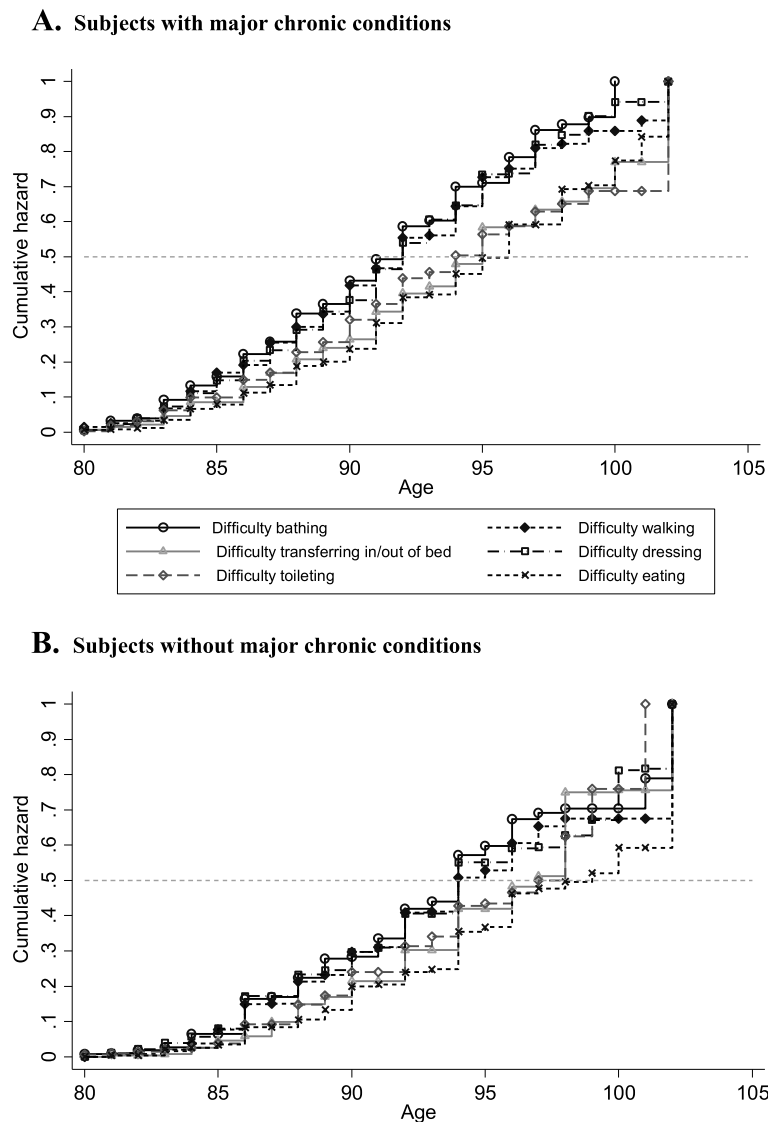 A. Subjects with major chronic conditions
Cumulative hazard
1
.9
.8
.7
.6
.5
.4
.3
.2
.1
0
80 85 90 95 100 105
Age
Difficulty bathing Difficulty walking
Difficulty transferring in/out of bed Difficulty dressing
Difficulty toileting Difficulty eating
B. Subjects without major chronic conditions
Cumulative hazard
1
.9
.8
.7
.6
.5
.4
.3
.2
.1
0
80 85 90 95 100 105
Age